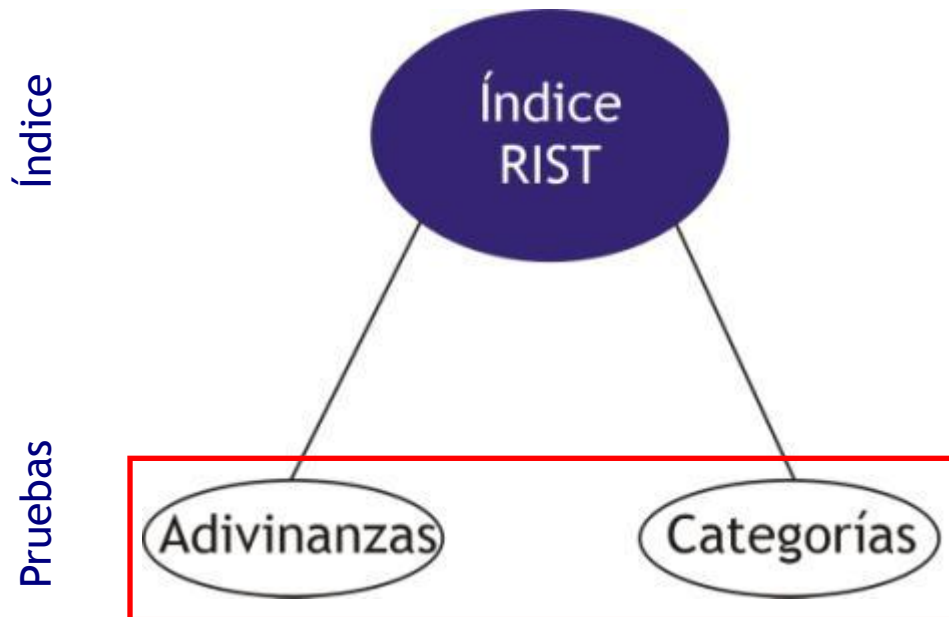 Índice
Índice
RIST
Pruebas
Adivinanzas
Categorías